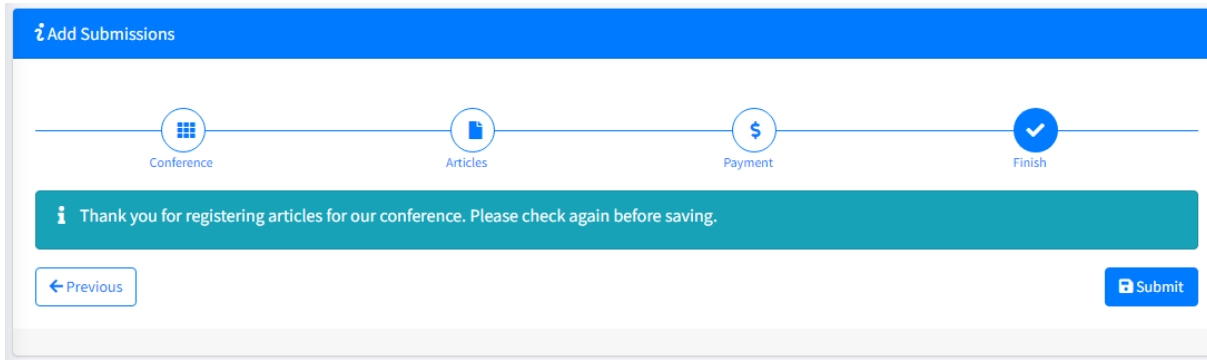 Add Submissions
Conference
Articles
$
Payment
Finish
Thank you for registering articles for our conference. Please check again before saving.
Previous
Submit